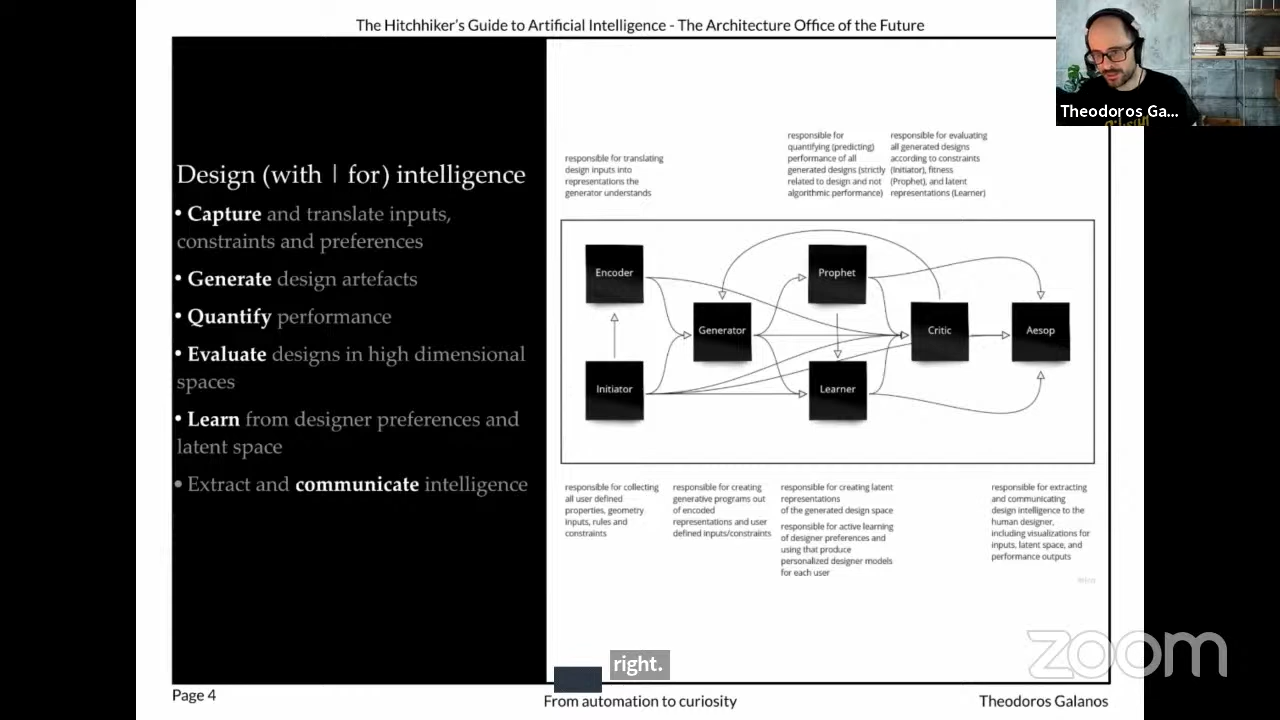 The Hitchhiker's Guide to Artificial Intelligence - The Architecture Office of the Future
Theodoros Ga...
Design (with | for) intelligence
• Capture and translate inputs,
constraints and preferences
• Generate design artefacts
• Quantify performance
• Evaluate designs in high dimensional
spaces
• Learn from designer preferences and
latent space
• Extract and communicate intelligence
responsible for translating
design inputs into
representations the
generator understands
responsible for
quantifying (predicting)
performance of all
generated designs (strictly
related to design and not
algorithmic performance)
responsible for evaluating
all generated designs
according to constraints
(Initiator), fitness
(Prophet), and latent
representations (Learner)
Encoder
Prophet
Generator
Critic
Aesop
Initiator
Learner
responsible for collecting
all user defined
properties, geometry
inputs, rules and
constraints
responsible for creating
generative programs out
of encoded
representations and user
defined inputs/constraints
responsible for creating latent
representations
of the generated design space
responsible for active learning
of designer preferences and
using that produce
personalized designer models
for each user
responsible for extracting
and communicating
design intelligence to the
human designer,
including visualizations for
inputs, latent space, and
performance outputs
zoom
right.
Page 4
From automation to curiosity
Theodoros Galanos